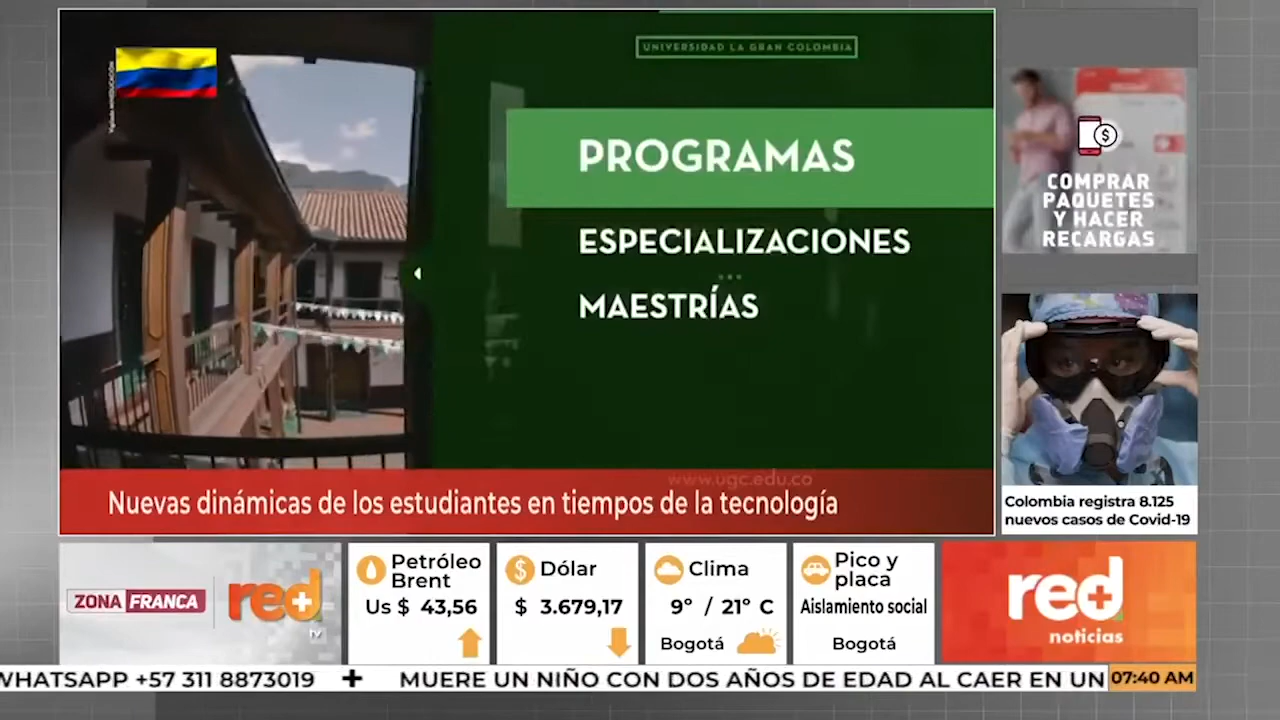 UNIVERSIDAD LA GRAN COLOMBIA
PROGRAMAS
ESPECIALIZACIONES
MAESTRÍAS
www.ugc.edu.co
Nuevas dinámicas de los estudiantes en tiempos de la tecnología
COMPRAR
PAQUETES
Y HACER
RECARGAS
Colombia registra 8.125
nuevos casos de Covid-19
ZONA FRANCA
red+
tv
Petróleo
Brent
Us $ 43,56
$ Dólar
$ 3.679,17
Clima
9° / 21° C
Bogotá
Pico y
placa
Aislamiento social
Bogotá
red+
noticias
WHATSAPP +57 311 8873019 + MUERE UN NIÑO CON DOS AÑOS DE EDAD AL CAER EN UN
07:40 AM